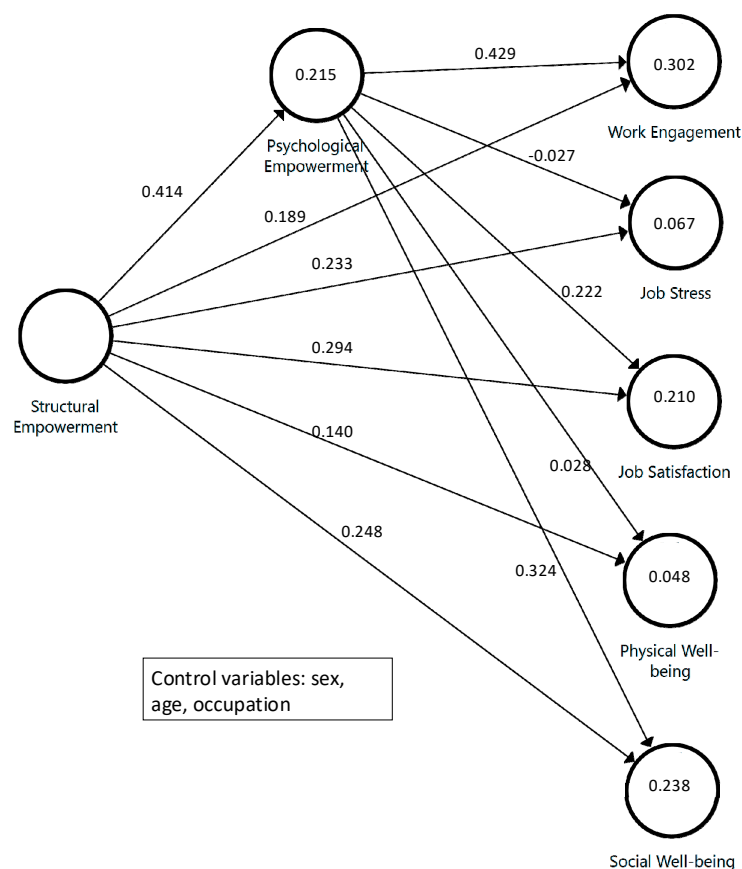 0.429
0.215
0.302
Work Engagement
Psychological
Empowerment
-0.027
0.414
0.189
0.067
0.233
Job Stress
0.222
0.294
0.210
Structural
Empowerment
0.140
0.028
Job Satisfaction
0.248
0.324
0.048
Physical Well-
being
Control variables: sex,
age, occupation
0.238
Social Well-being